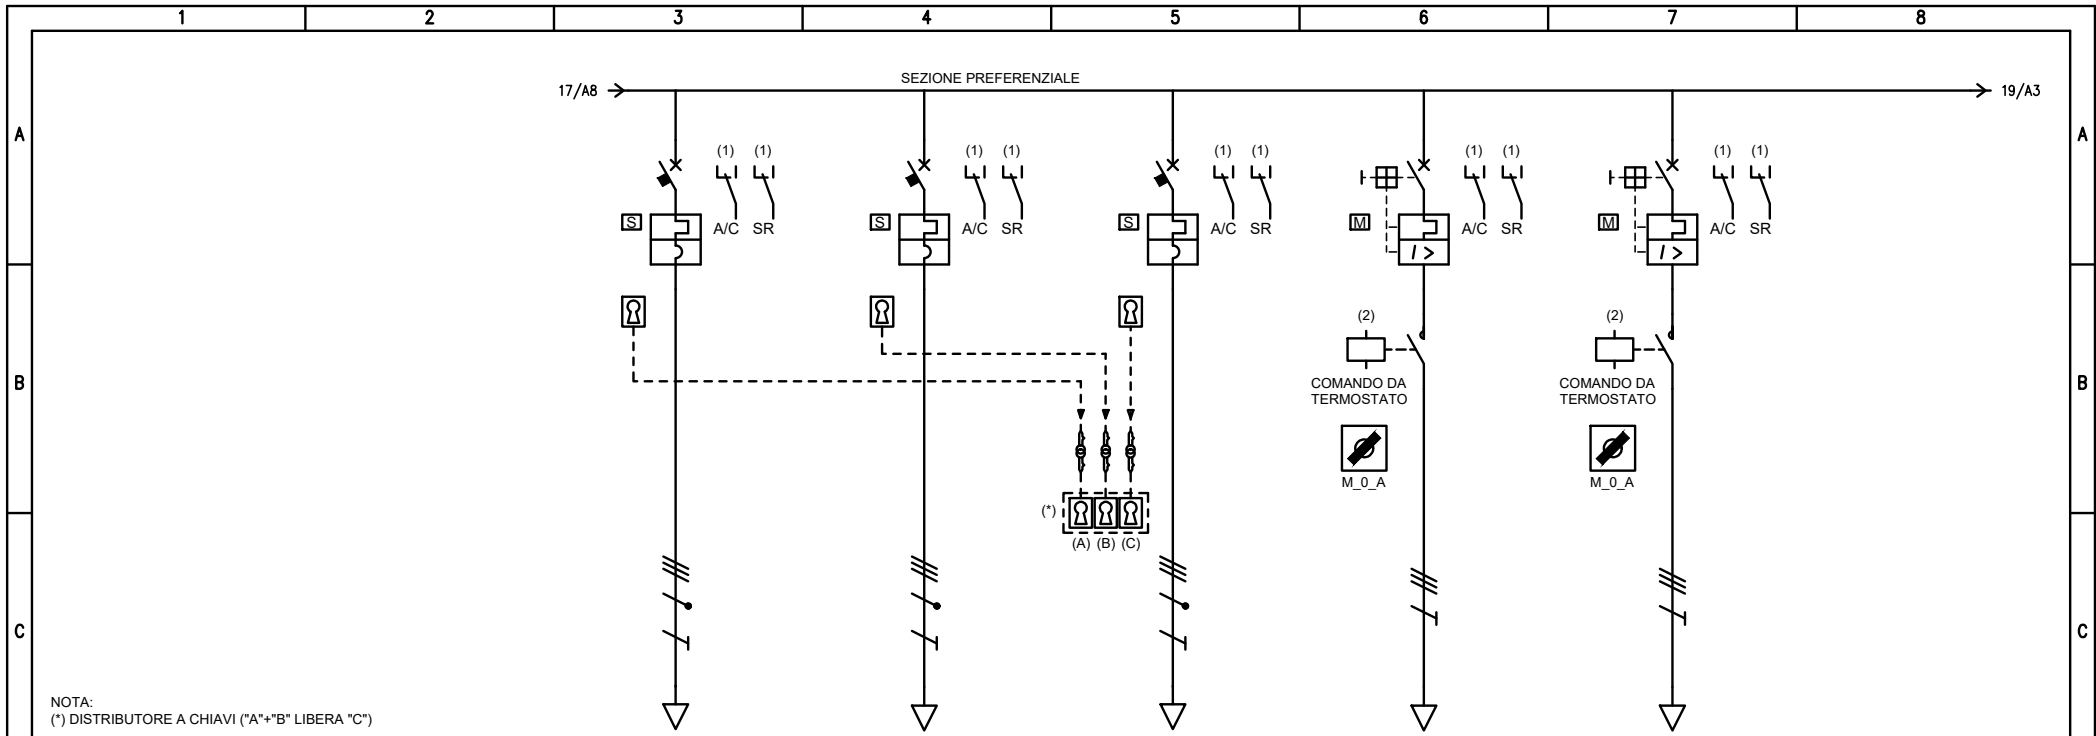 1 2 3 4 5 6 7 8
SEZIONE PREFERENZIALE
17/A8 19/A3
A A
(1) (1) (1) (1) (1) (1) (1) (1) (1) (1)
S A/C SR S A/C SR S A/C SR M A/C SR M A/C SR
I > I >
(2) (2)
B B
COMANDO DA COMANDO DA
TERMOSTATO TERMOSTATO
M_0_A M_0_A
(*)
(A) (B) (C)
C C
NOTA:
(*) DISTRIBUTORE A CHIAVI ("A"+"B" LIBERA "C")